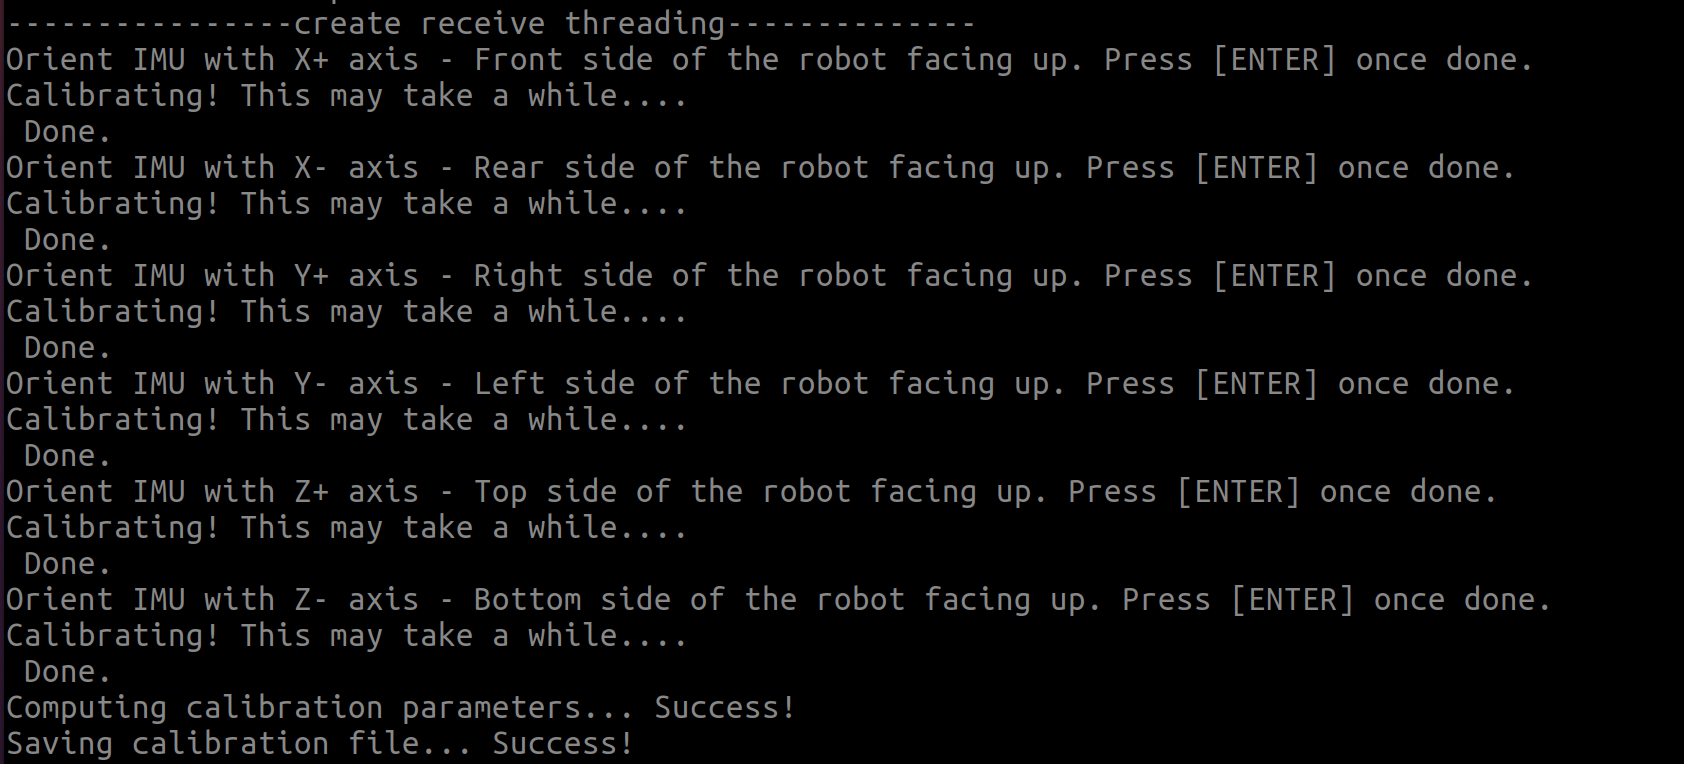 ----------------create receive threading--------------
Orient IMU with X+ axis - Front side of the robot facing up. Press [ENTER] once done.
Calibrating! This may take a while....
 Done.
Orient IMU with X- axis - Rear side of the robot facing up. Press [ENTER] once done.
Calibrating! This may take a while....
 Done.
Orient IMU with Y+ axis - Right side of the robot facing up. Press [ENTER] once done.
Calibrating! This may take a while....
 Done.
Orient IMU with Y- axis - Left side of the robot facing up. Press [ENTER] once done.
Calibrating! This may take a while....
 Done.
Orient IMU with Z+ axis - Top side of the robot facing up. Press [ENTER] once done.
Calibrating! This may take a while....
 Done.
Orient IMU with Z- axis - Bottom side of the robot facing up. Press [ENTER] once done.
Calibrating! This may take a while....
 Done.
Computing calibration parameters... Success!
Saving calibration file... Success!